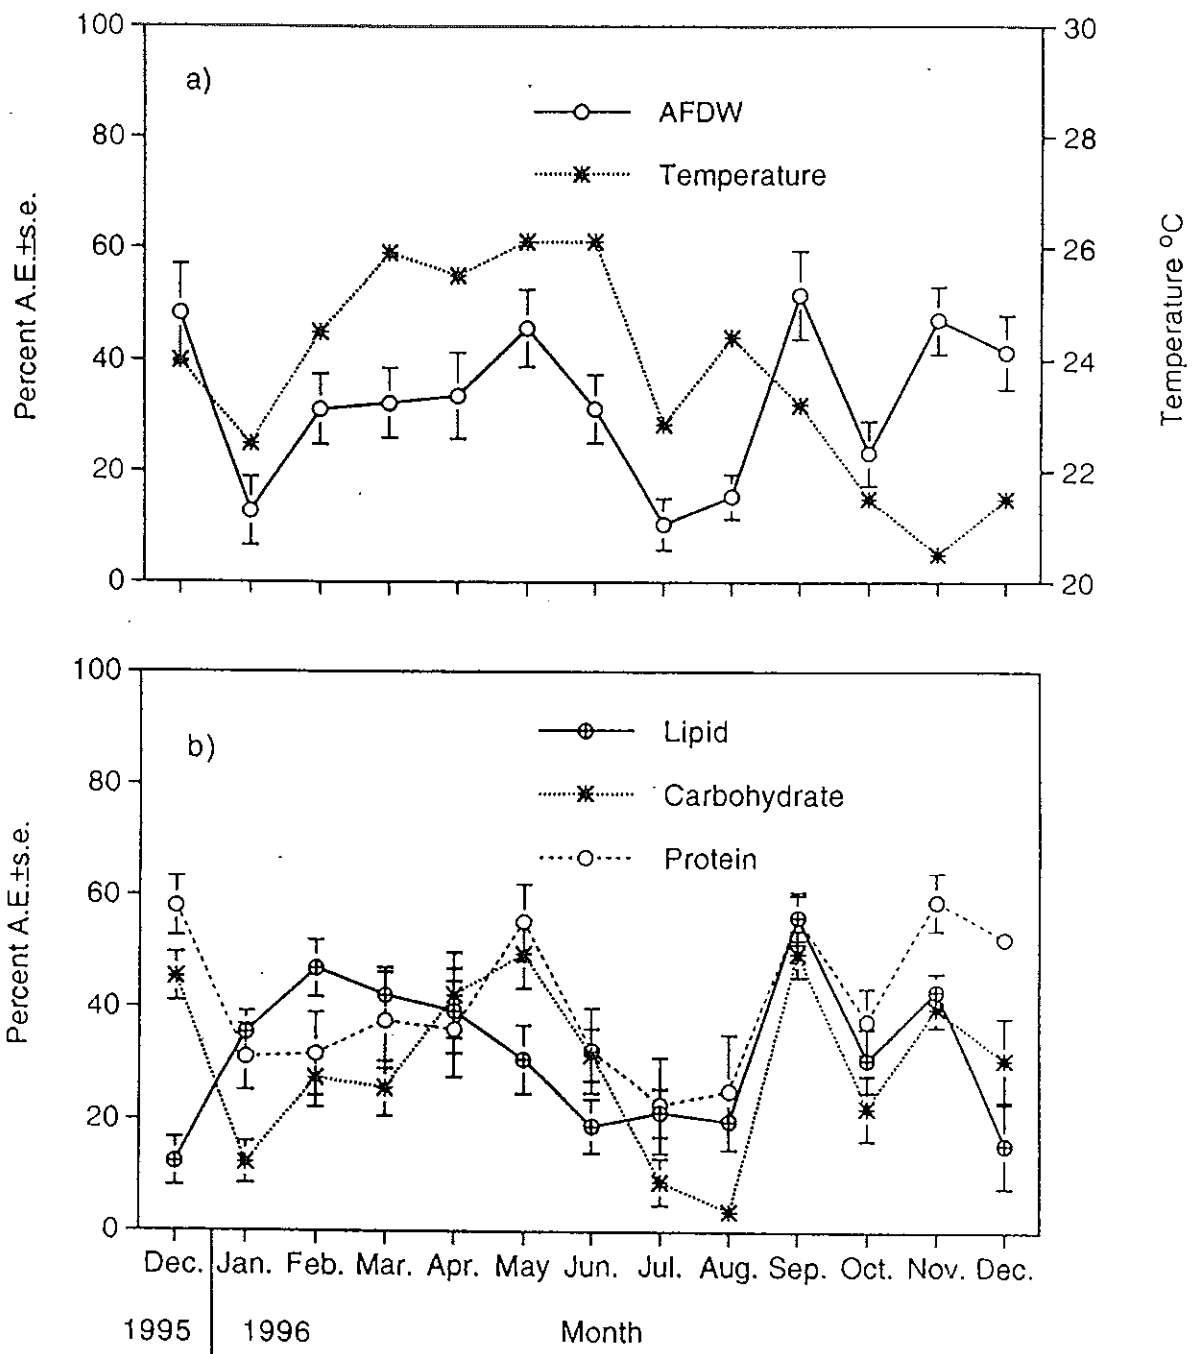 100
80
60
40
20
0
Percent A.E.±s.e.
a)
AFDW
Temperature
30
28
26
24
22
20
Temperature °C
100
80
60
40
20
0
Percent A.E.±s.e.
b)
Lipid
Carbohydrate
Protein
Dec. Jan. Feb. Mar. Apr. May Jun. Jul. Aug. Sep. Oct. Nov. Dec.
1995 1996 Month